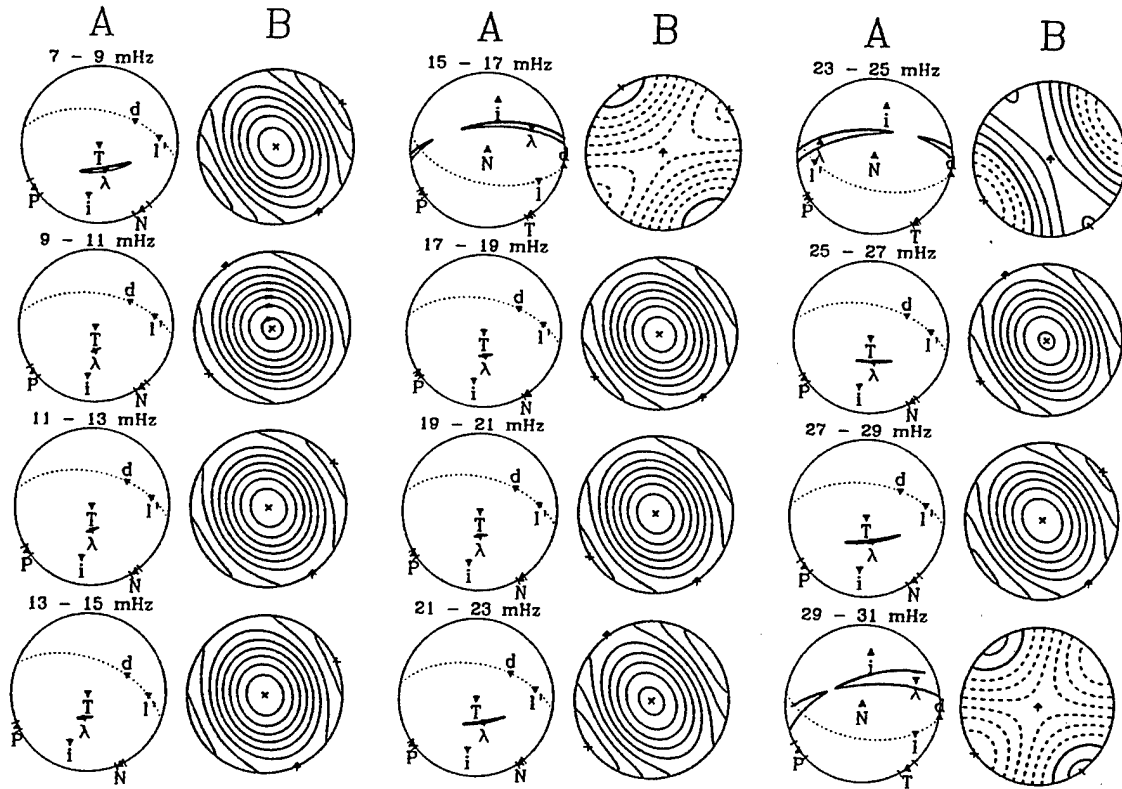 A B A B A B
7 - 9 mHz
d
l'
T
λ
i
P
N
15 - 17 mHz
i
λ
N
d
l
P
T
23 - 25 mHz
i
λ
l'
N
d
P
T
9 - 11 mHz
d
l'
T
λ
i
P
N
17 - 19 mHz
d
l'
T
λ
i
P
N
25 - 27 mHz
d
l'
T
λ
i
P
N
11 - 13 mHz
d
l'
T
λ
i
P
N
19 - 21 mHz
d
l'
T
λ
i
P
N
27 - 29 mHz
d
l'
T
λ
i
P
N
13 - 15 mHz
d
l'
T
λ
i
P
N
21 - 23 mHz
d
l'
T
λ
i
P
N
29 - 31 mHz
i
λ
N
d
l
P
T